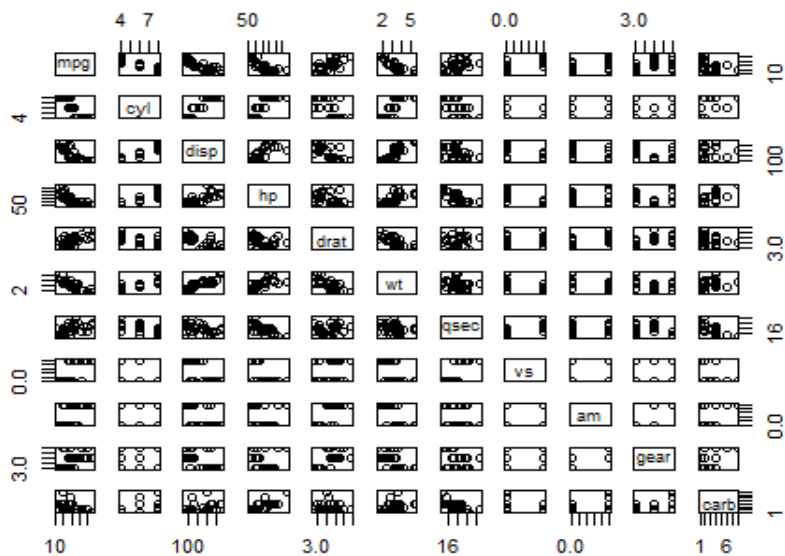 4 7 50 2 5 0.0 3.0
mpg 10
4 cyl
disp 100
50 hp
drat 3.0
2 wt
qsec 16
0.0 vs
am 0.0
3.0 gear
carb 1
10 100 3.0 16 0.0 1 6